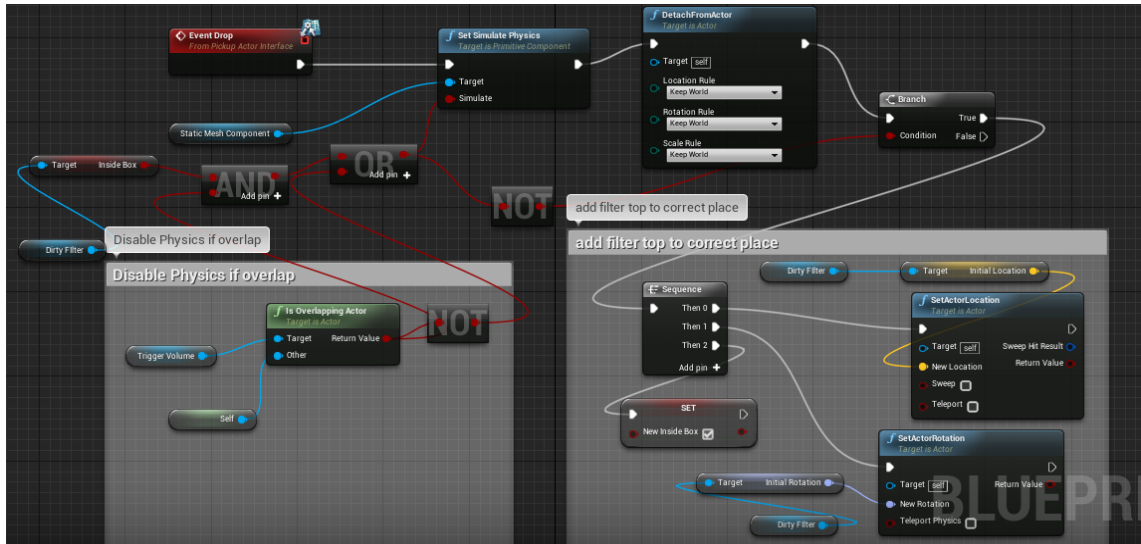 Event Drop
From Pickup Actor Interface
Set Simulate Physics
Target is Primitive Component
Target
Simulate
DetachFromActor
Target is Actor
Target self
Location Rule
Keep World
Rotation Rule
Keep World
Scale Rule
Keep World
Branch
True
Condition
False
Static Mesh Component
Target Inside Box
AND
Add pin +
OR
Add pin +
NOT
Dirty Filter
Disable Physics if overlap
Disable Physics if overlap
Is Overlapping Actor
Target is Actor
Target Return Value
Other
NOT
Trigger Volume
Self
add filter top to correct place
add filter top to correct place
Dirty Filter
Target Initial Location
Sequence
Then 0
Then 1
Then 2
Add pin +
SetActorLocation
Target is Actor
Target self Sweep Hit Result
New Location Return Value
Sweep
Teleport
SET
New Inside Box
SetActorRotation
Target is Actor
Target self Return Value
New Rotation
Teleport Physics
Target Initial Rotation
Dirty Filter
BLUEPRI